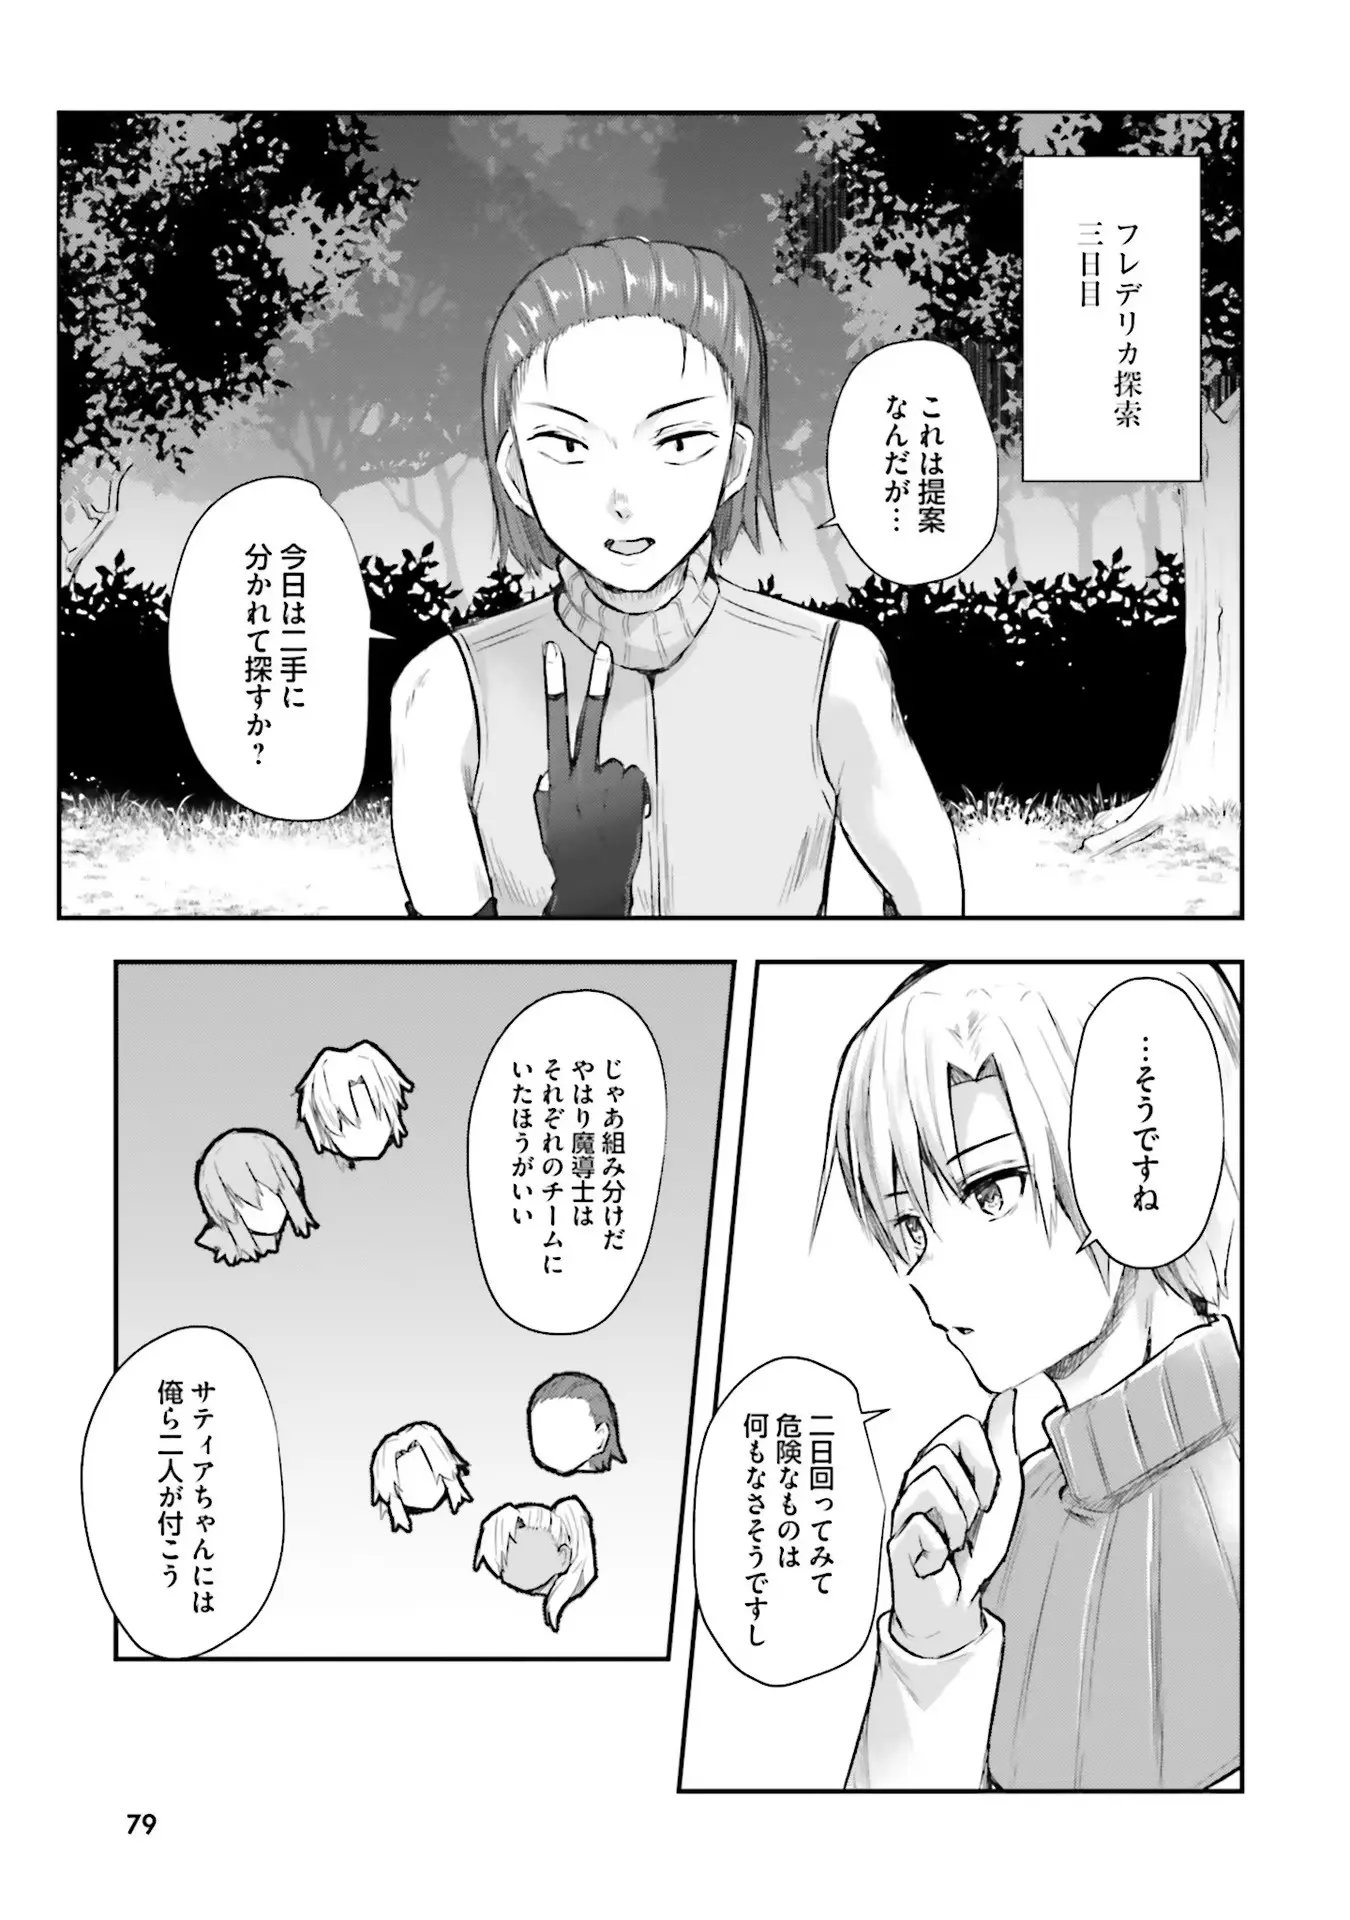 フレデリカ探索
三日目
これは提案
なんだが…
今日は二手に
分かれて探すか?
…そうですね
二日回ってみて
危険なものは
何もなさそうですし
じゃあ組み分けだ
やはり魔導士は
それぞれのチームに
いたほうがいい
サティアちゃんには
俺ら二人が付こう
79